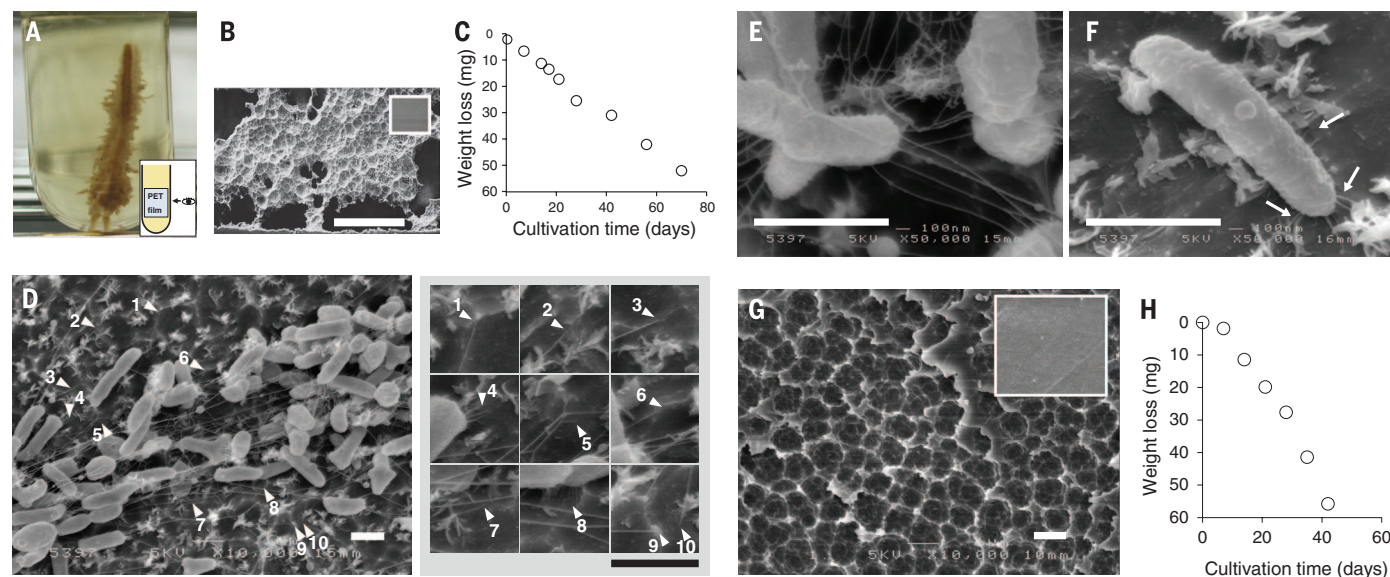 A
PET
film
B
C
0
10
20
30
40
50
60
Weight loss (mg)
0 20 40 60 80
Cultivation time (days)
E
5397 5KV X50,000 15mm
100nm
F
5397 5KV X50,000 16mm
100nm
D
1
2
3
4
5
6
7
8
9 10
5397 5KV X10,000 15mm
1
2
3
4
5
6
7
8
9
10
G
5KV X10,000 10mm
H
0
10
20
30
40
50
60
Weight loss (mg)
0 20 40 60
Cultivation time (days)